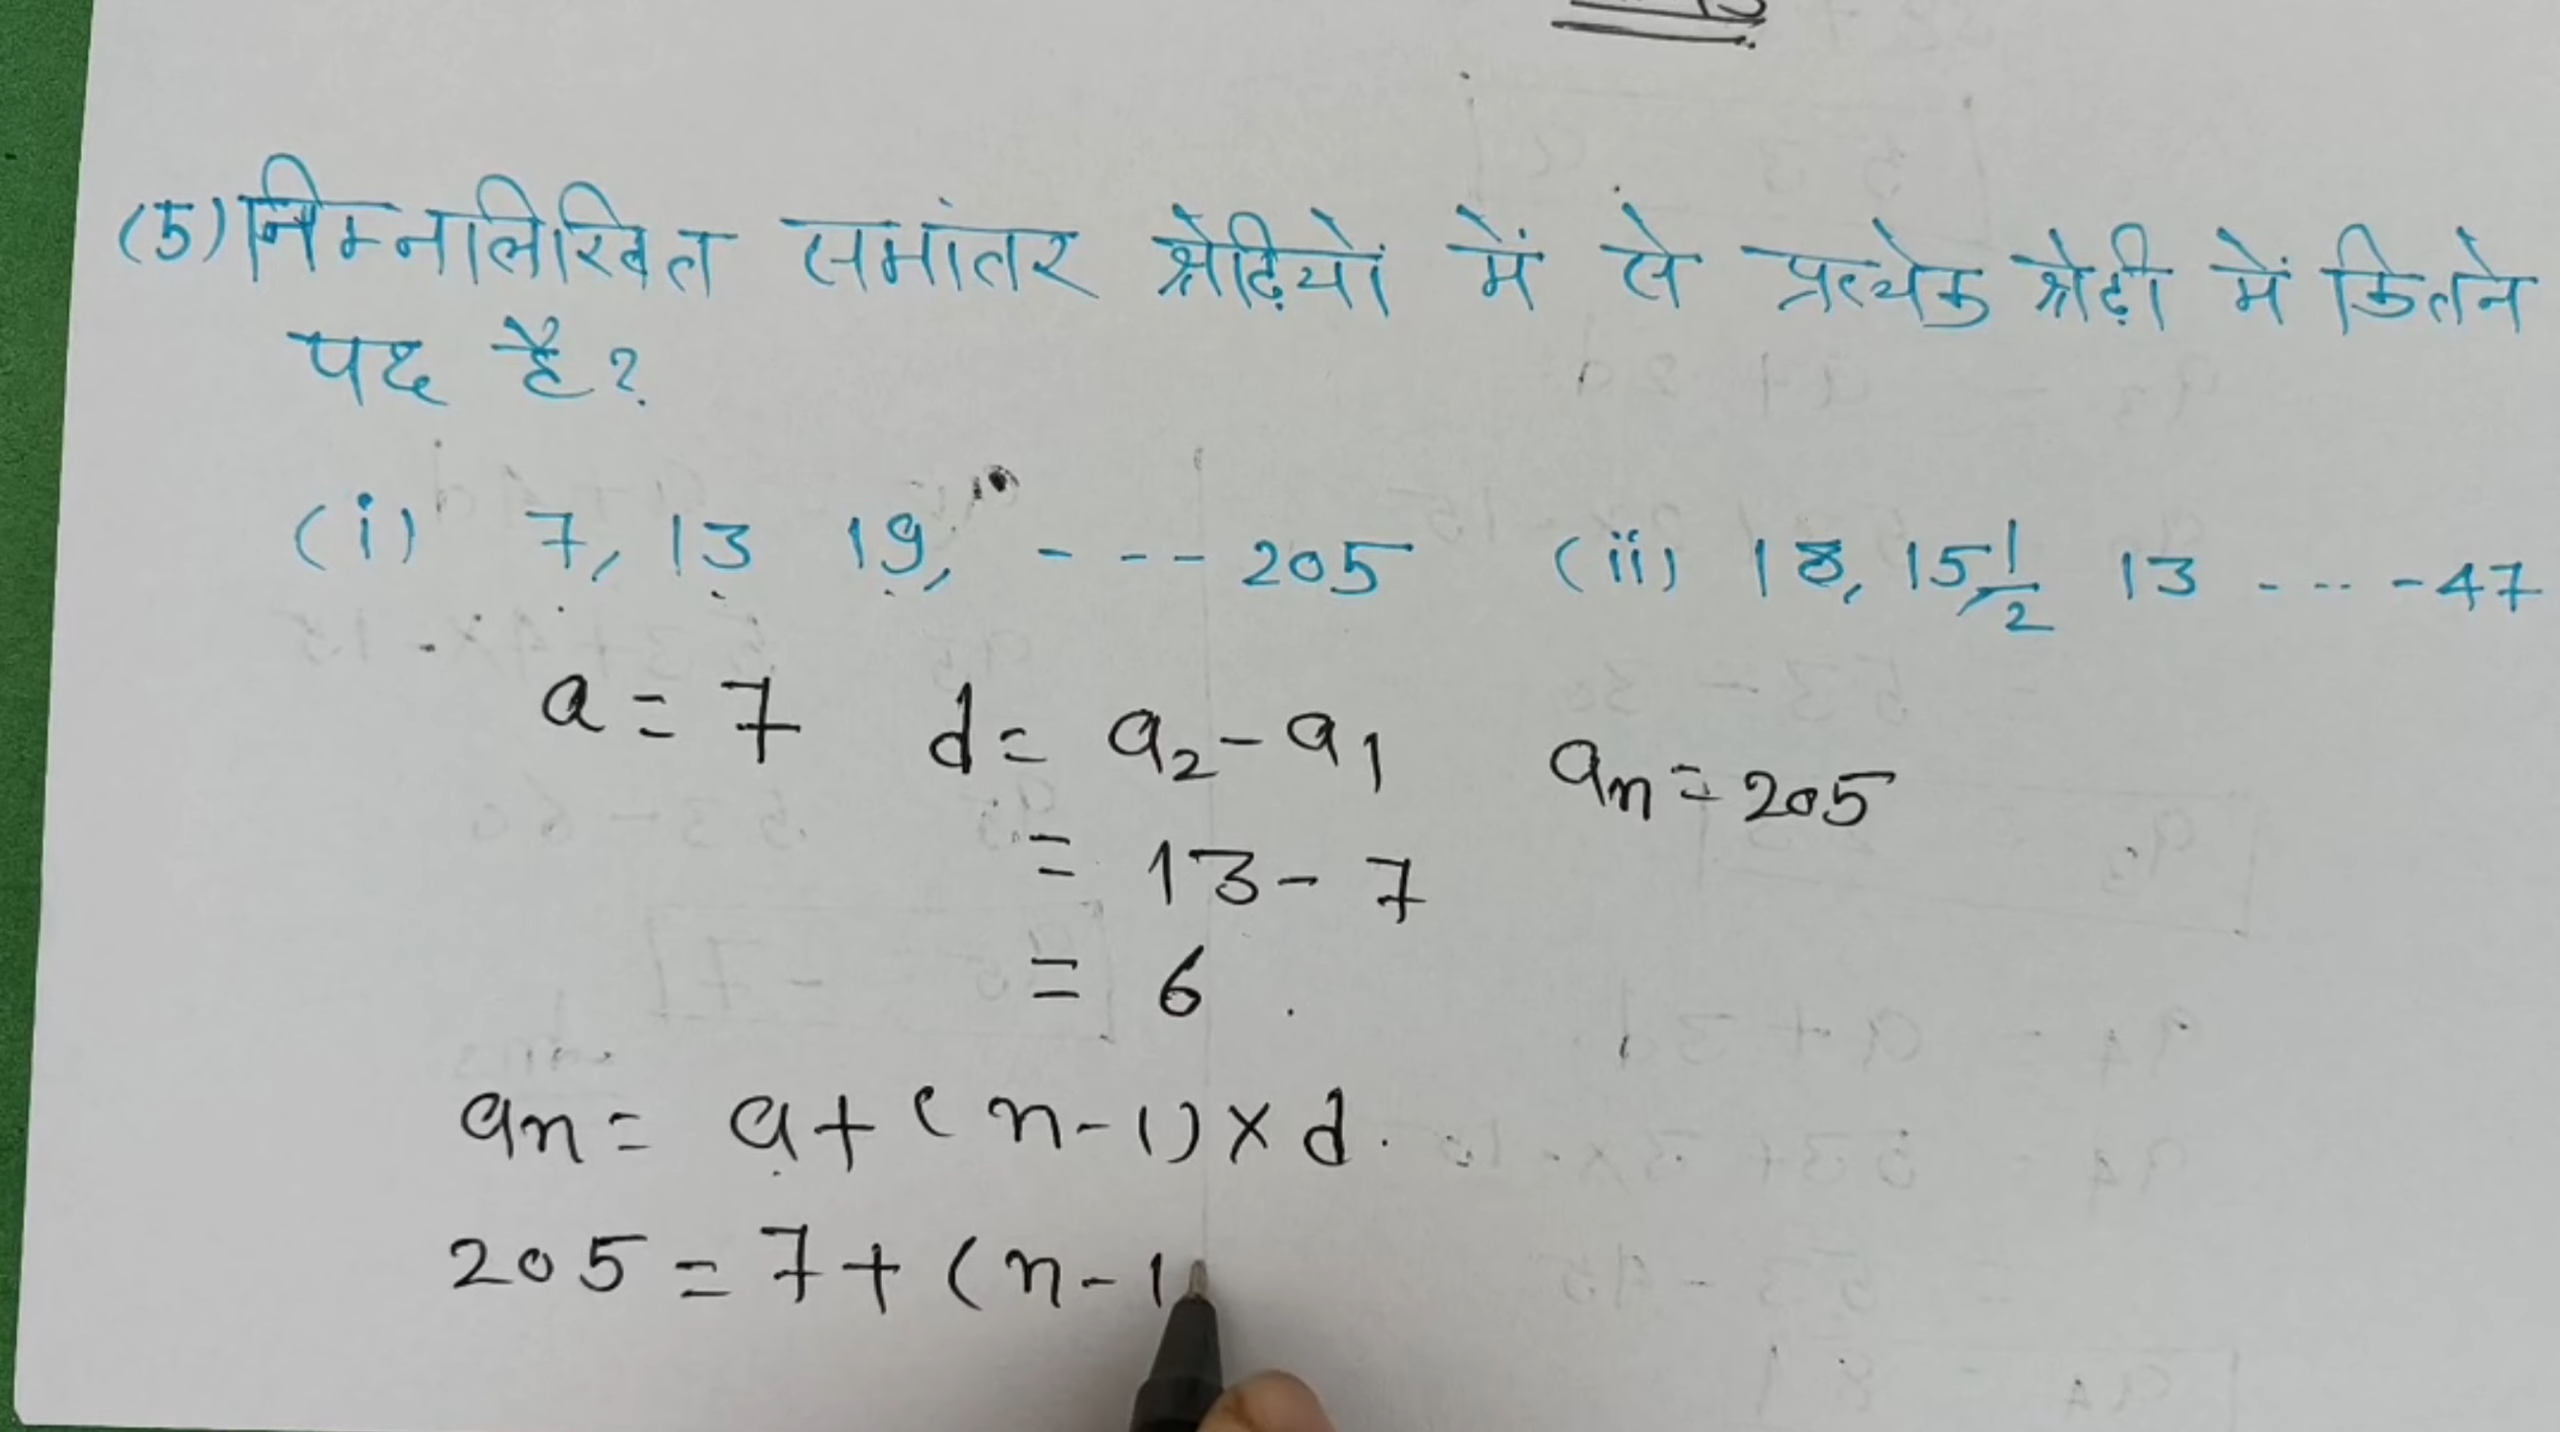 (5) निम्नलिखित समांतर श्रेढ़ियों में से प्रत्येक श्रेढ़ी में कितने
पद है?
(i) 7, 13 19, - - -- 205 (ii) 18, 15 1/2 13 - -- -47
a = 7 d = a₂ - a₁ an = 205
= 13 - 7
= 6
an = a + (n-1) × d.
205 = 7 + (n-1